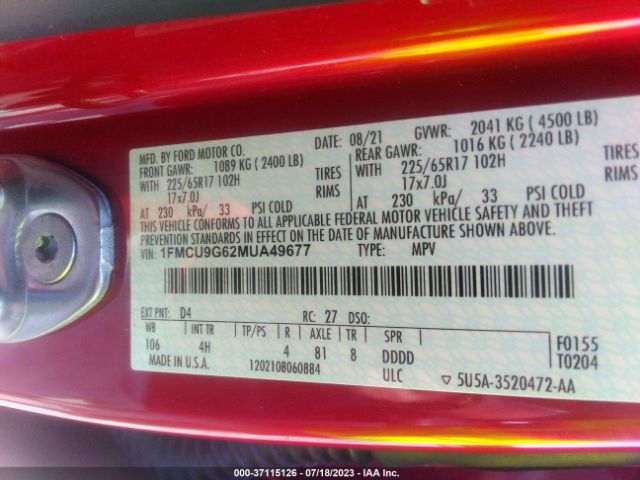 MFD. BY FORD MOTOR CO. DATE: 08/21 GVWR: 2041 KG ( 4500 LB)
FRONT GAWR: 1089 KG ( 2400 LB) REAR GAWR: 1016 KG ( 2240 LB)
WITH 225/65R17 102H TIRES WITH 225/65R17 102H TIRES
17x7.0J RIMS 17x7.0J RIMS
AT 230 kPa/ 33 PSI COLD AT 230 kPa/ 33 PSI COLD
THIS VEHICLE CONFORMS TO ALL APPLICABLE FEDERAL MOTOR VEHICLE SAFETY AND THEFT
PREVENTION STANDARDS IN EFFECT ON THE DATE OF MANUFACTURE SHOWN ABOVE.
VIN: 1FMCU9G62MUA49677 TYPE: MPV
EXT PNT: D4 RC: 27 DSO:
WB INT TR TP/PS R AXLE TR SPR F0155
106 4H 4 81 8 DDDD T0204
MADE IN U.S.A. 1202108060884 ULC ▽ 5U5A-3520472-AA
000-37115126 - 07/18/2023 - IAA Inc.